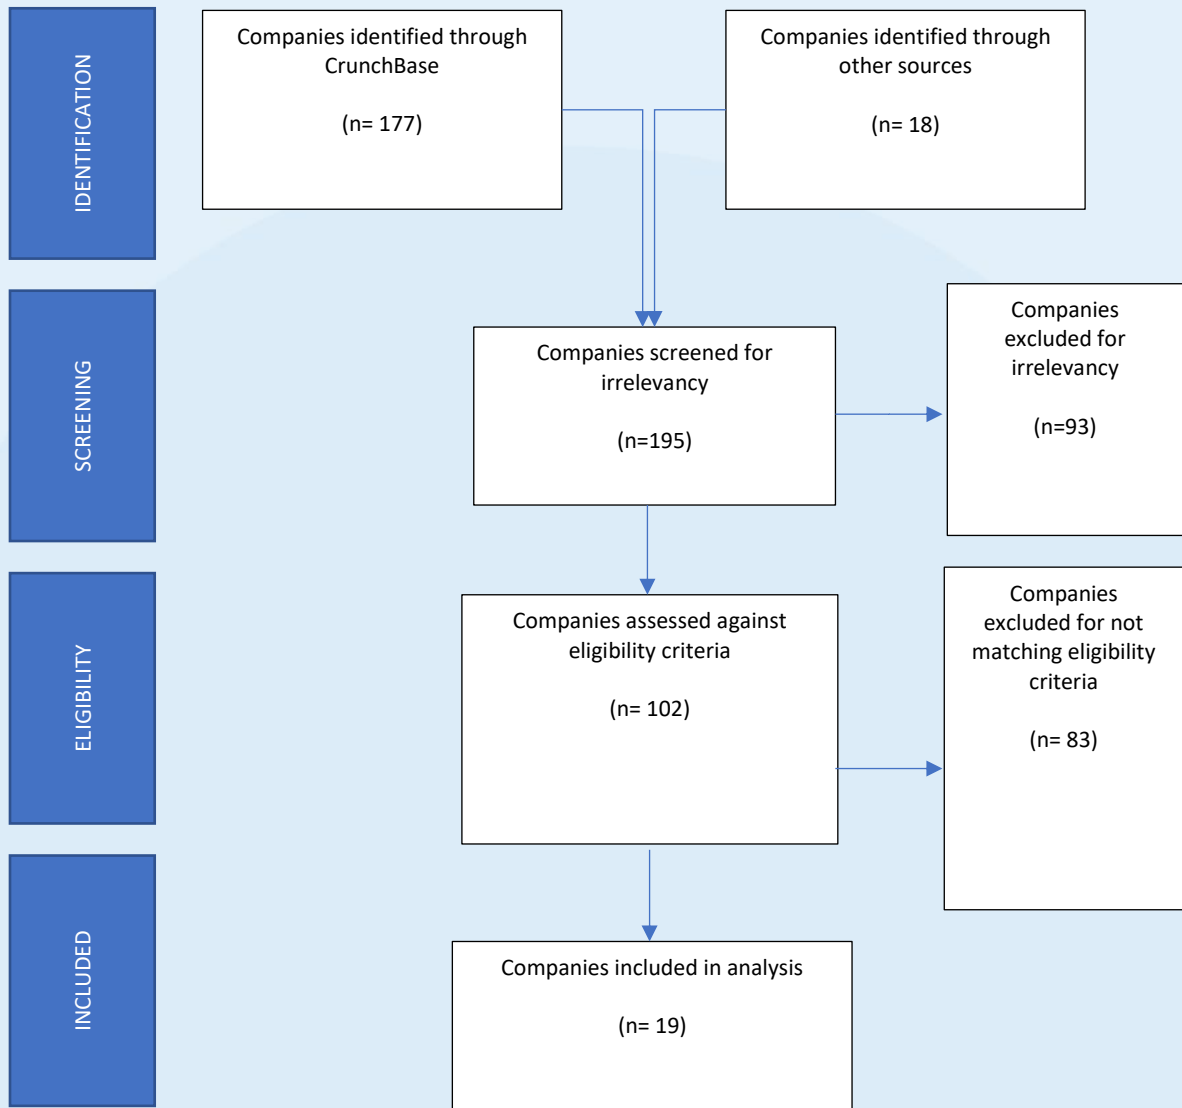 IDENTIFICATION
Companies identified through
CrunchBase
(n= 177)
Companies identified through
other sources
(n= 18)
SCREENING
Companies screened for
irrelevancy
(n=195)
Companies
excluded for
irrelevancy
(n=93)
ELIGIBILITY
Companies assessed against
eligibility criteria
(n= 102)
Companies
excluded for not
matching eligibility
criteria
(n= 83)
INCLUDED
Companies included in analysis
(n= 19)